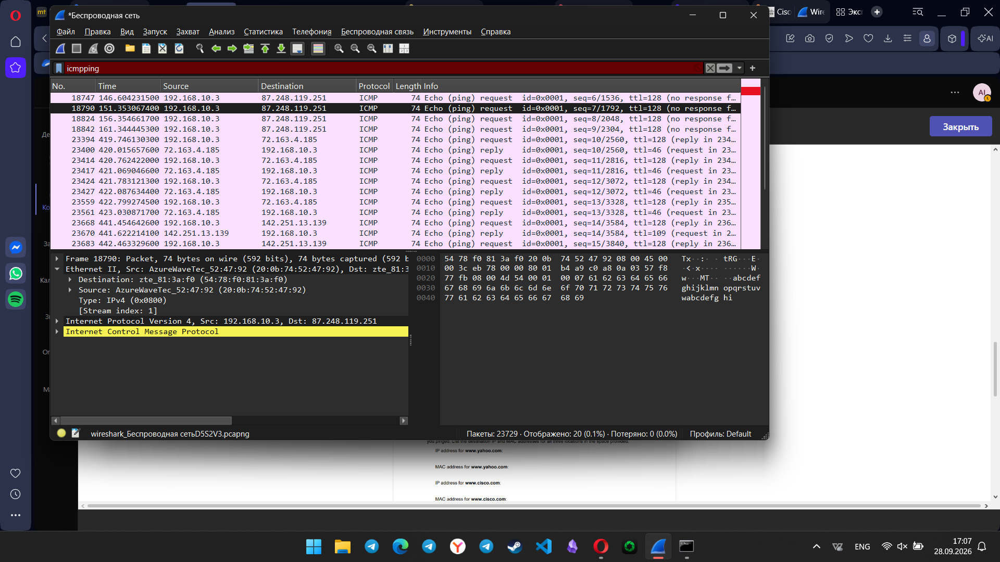 mt
*Беспроводная сеть
Cisc
Wire
Экс
Файл Правка Вид Запуск Захват Анализ Статистика Телефония Беспроводная связь Инструменты Справка
AI
icmpping
No. Time Source Destination Protocol Length Info
18747 146.604231500 192.168.10.3 87.248.119.251 ICMP 74 Echo (ping) request id=0x0001, seq=6/1536, ttl=128 (no response f…
18790 151.353067400 192.168.10.3 87.248.119.251 ICMP 74 Echo (ping) request id=0x0001, seq=7/1792, ttl=128 (no response f…
18824 156.354661700 192.168.10.3 87.248.119.251 ICMP 74 Echo (ping) request id=0x0001, seq=8/2048, ttl=128 (no response f…
18842 161.344445300 192.168.10.3 87.248.119.251 ICMP 74 Echo (ping) request id=0x0001, seq=9/2304, ttl=128 (no response f…
23394 419.746130300 192.168.10.3 72.163.4.185 ICMP 74 Echo (ping) request id=0x0001, seq=10/2560, ttl=128 (reply in 234…
23400 420.015657600 72.163.4.185 192.168.10.3 ICMP 74 Echo (ping) reply id=0x0001, seq=10/2560, ttl=46 (request in 23…
23414 420.762422000 192.168.10.3 72.163.4.185 ICMP 74 Echo (ping) request id=0x0001, seq=11/2816, ttl=128 (reply in 234…
23417 421.069046600 72.163.4.185 192.168.10.3 ICMP 74 Echo (ping) reply id=0x0001, seq=11/2816, ttl=46 (request in 23…
23424 421.783121300 192.168.10.3 72.163.4.185 ICMP 74 Echo (ping) request id=0x0001, seq=12/3072, ttl=128 (reply in 234…
23427 422.087634400 72.163.4.185 192.168.10.3 ICMP 74 Echo (ping) reply id=0x0001, seq=12/3072, ttl=46 (request in 23…
23559 422.799274500 192.168.10.3 72.163.4.185 ICMP 74 Echo (ping) request id=0x0001, seq=13/3328, ttl=128 (reply in 235…
23561 423.030871700 72.163.4.185 192.168.10.3 ICMP 74 Echo (ping) reply id=0x0001, seq=13/3328, ttl=46 (request in 23…
23668 441.454642600 192.168.10.3 142.251.13.139 ICMP 74 Echo (ping) request id=0x0001, seq=14/3584, ttl=128 (reply in 236…
23670 441.622214100 142.251.13.139 192.168.10.3 ICMP 74 Echo (ping) reply id=0x0001, seq=14/3584, ttl=109 (request in 2…
23683 442.463329600 192.168.10.3 142.251.13.139 ICMP 74 Echo (ping) request id=0x0001, seq=15/3840, ttl=128 (reply in 236…
AI
Закрыть
Де
Ко
За
Кал
Зв
Оп
Frame 18790: Packet, 74 bytes on wire (592 bits), 74 bytes captured (592 b
Ethernet II, Src: AzureWaveTec_52:47:92 (20:0b:74:52:47:92), Dst: zte_81:3
Destination: zte_81:3a:f0 (54:78:f0:81:3a:f0)
Source: AzureWaveTec_52:47:92 (20:0b:74:52:47:92)
Type: IPv4 (0x0800)
[Stream index: 1]
Internet Protocol Version 4, Src: 192.168.10.3, Dst: 87.248.119.251
Internet Control Message Protocol
0000 54 78 f0 81 3a f0 20 0b 74 52 47 92 08 00 45 00 Tx··:· · tRG···E·
0010 00 3c eb 78 00 00 80 01 b4 a9 c0 a8 0a 03 57 f8 ·<·x···· ······W·
0020 77 fb 08 00 4d 54 00 01 00 07 61 62 63 64 65 66 w···MT·· ··abcdef
0030 67 68 69 6a 6b 6c 6d 6e 6f 70 71 72 73 74 75 76 ghijklmn opqrstuv
0040 77 61 62 63 64 65 66 67 68 69 wabcdefg hi
wireshark_Беспроводная сетьD5S2V3.pcapng
Пакеты: 23729 · Отображено: 20 (0.1%) · Потеряно: 0 (0.0%)
Профиль: Default
you pinged. List the destination IP and MAC addresses for all three locations in the space provided.
IP address for www.yahoo.com:
MAC address for www.yahoo.com:
IP address for www.cisco.com:
MAC address for www.cisco.com:
ENG
17:07
28.09.2026